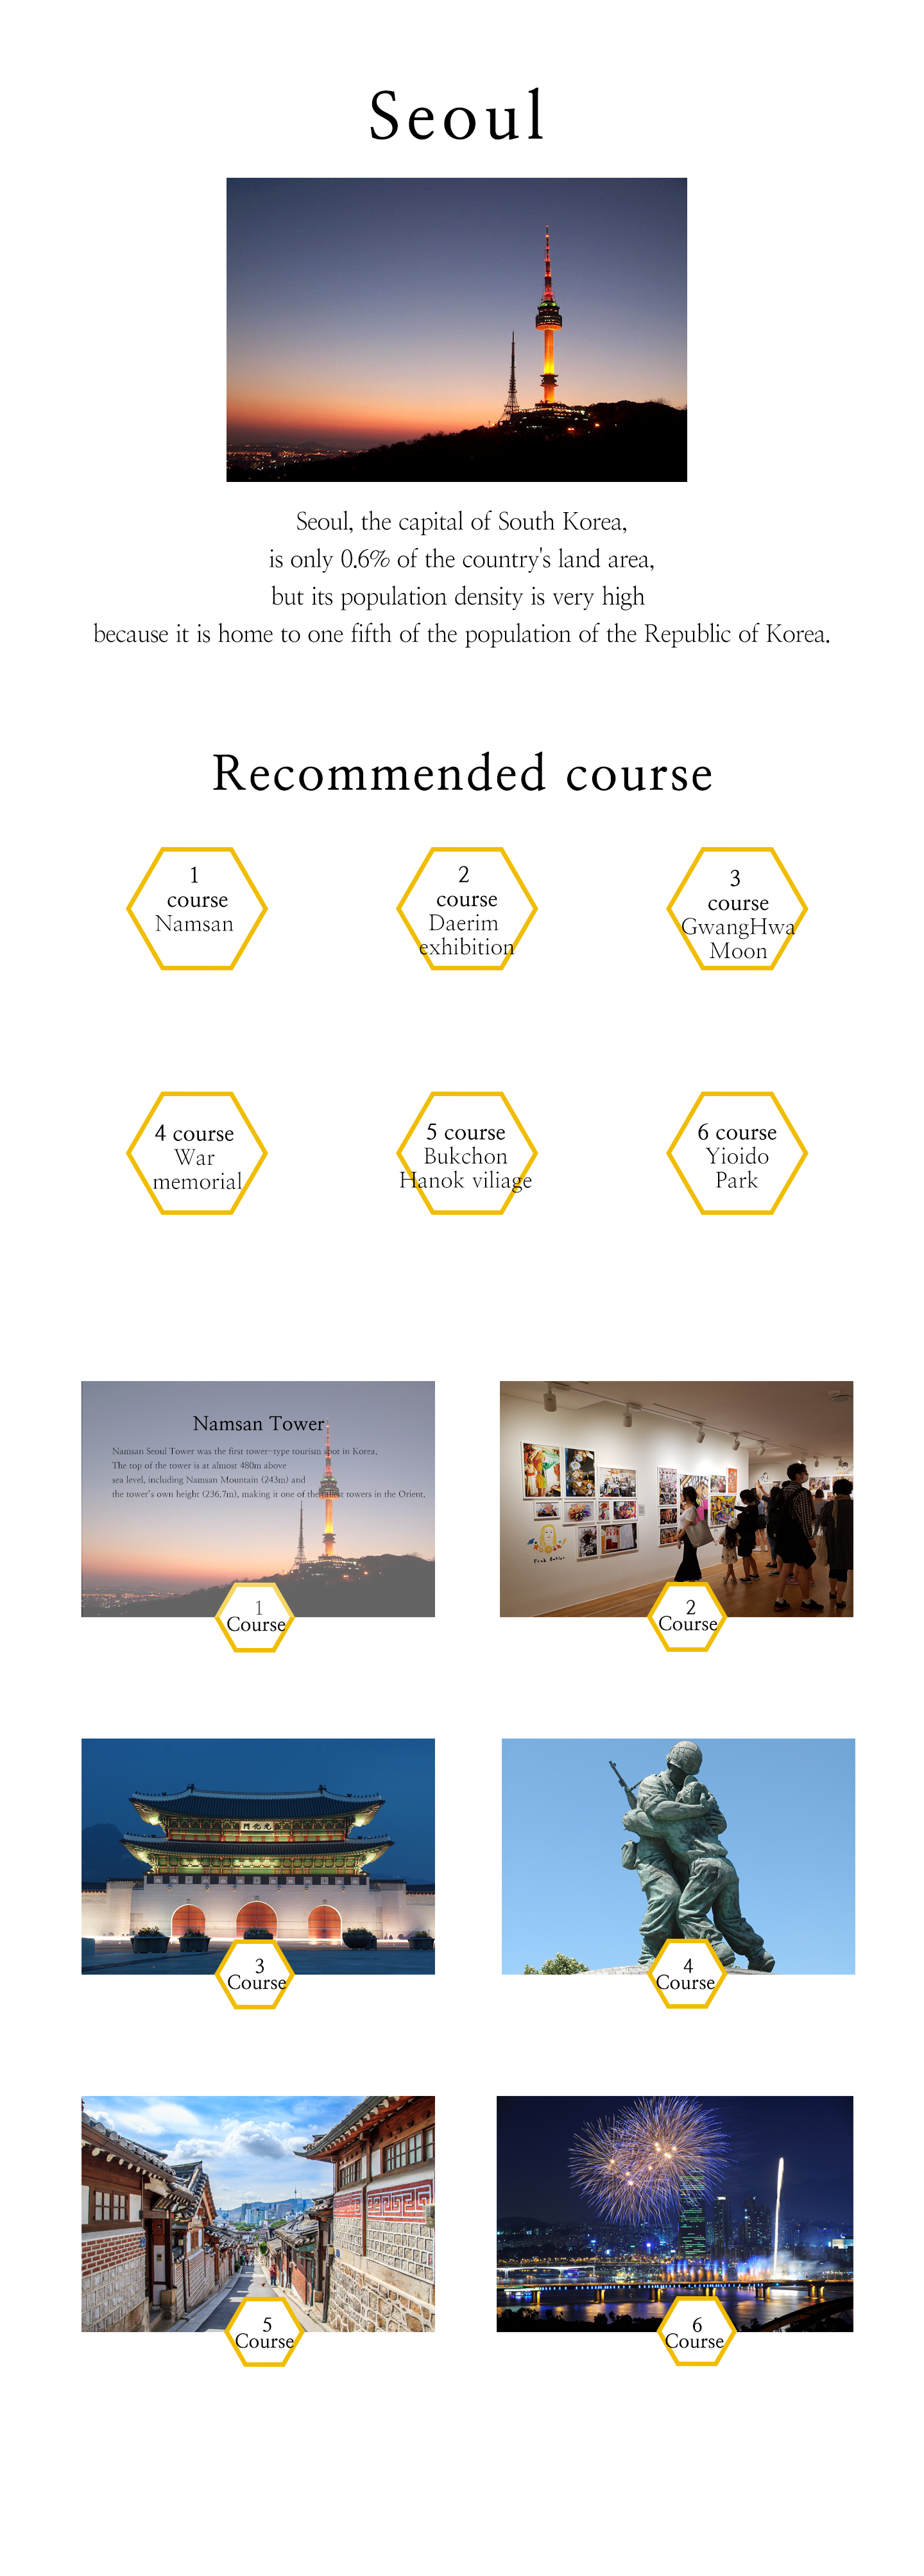 Seoul
Seoul, the capital of South Korea,
is only 0.6% of the country's land area,
but its population density is very high
because it is home to one fifth of the population of the Republic of Korea.
Recommended course
1
course
Namsan
2
course
Daerim
exhibition
3
course
GwangHwa
Moon
4 course
War
memorial
5 course
Bukchon
Hanok viliage
6 course
Yioido
Park
Namsan Tower
Namsan Seoul Tower was the first tower-type tourism spot in Korea.
The top of the tower is at almost 480m above
sea level, including Namsan Mountain (243m) and
the tower's own height (236.7m), making it one of the tallest towers in the Orient.
1
Course
2
Course
門化光
3
Course
4
Course
5
Course
6
Course